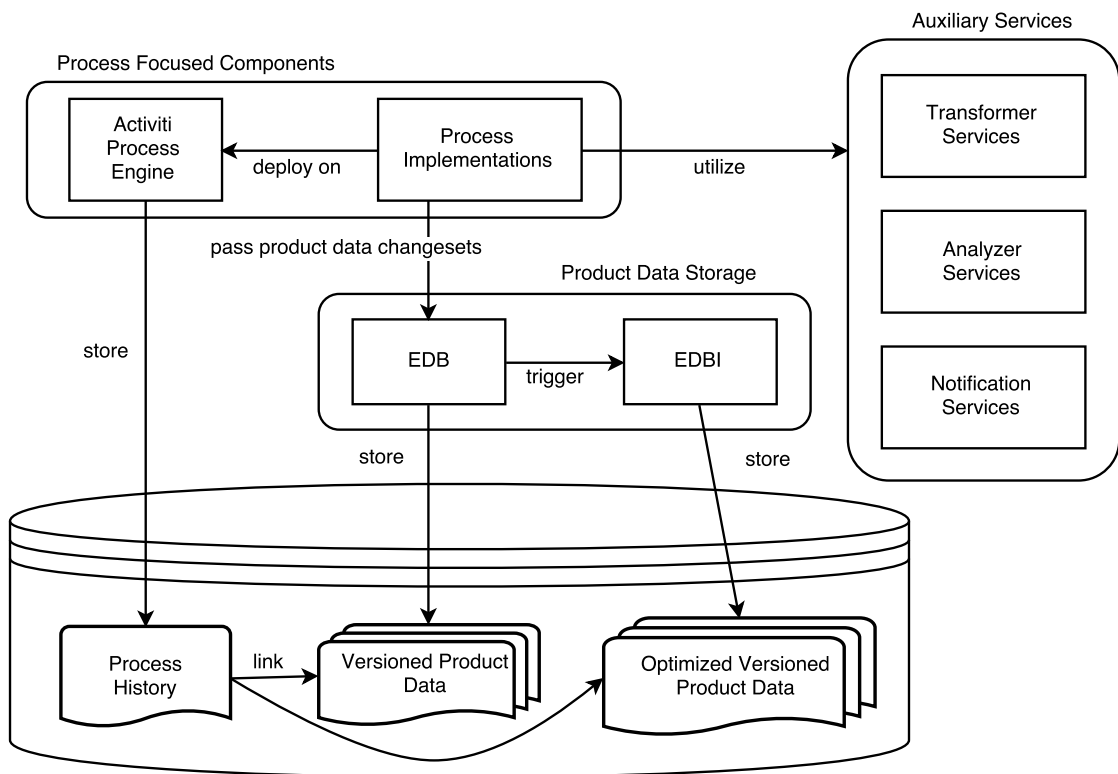 Auxiliary Services
Process Focused Components
Activiti
Process
Engine
deploy on
Process
Implementations
utilize
Transformer
Services
pass product data changesets
Product Data Storage
Analyzer
Services
store
EDB
trigger
EDBI
Notification
Services
store
store
Process
History
link
Versioned Product
Data
Optimized Versioned
Product Data